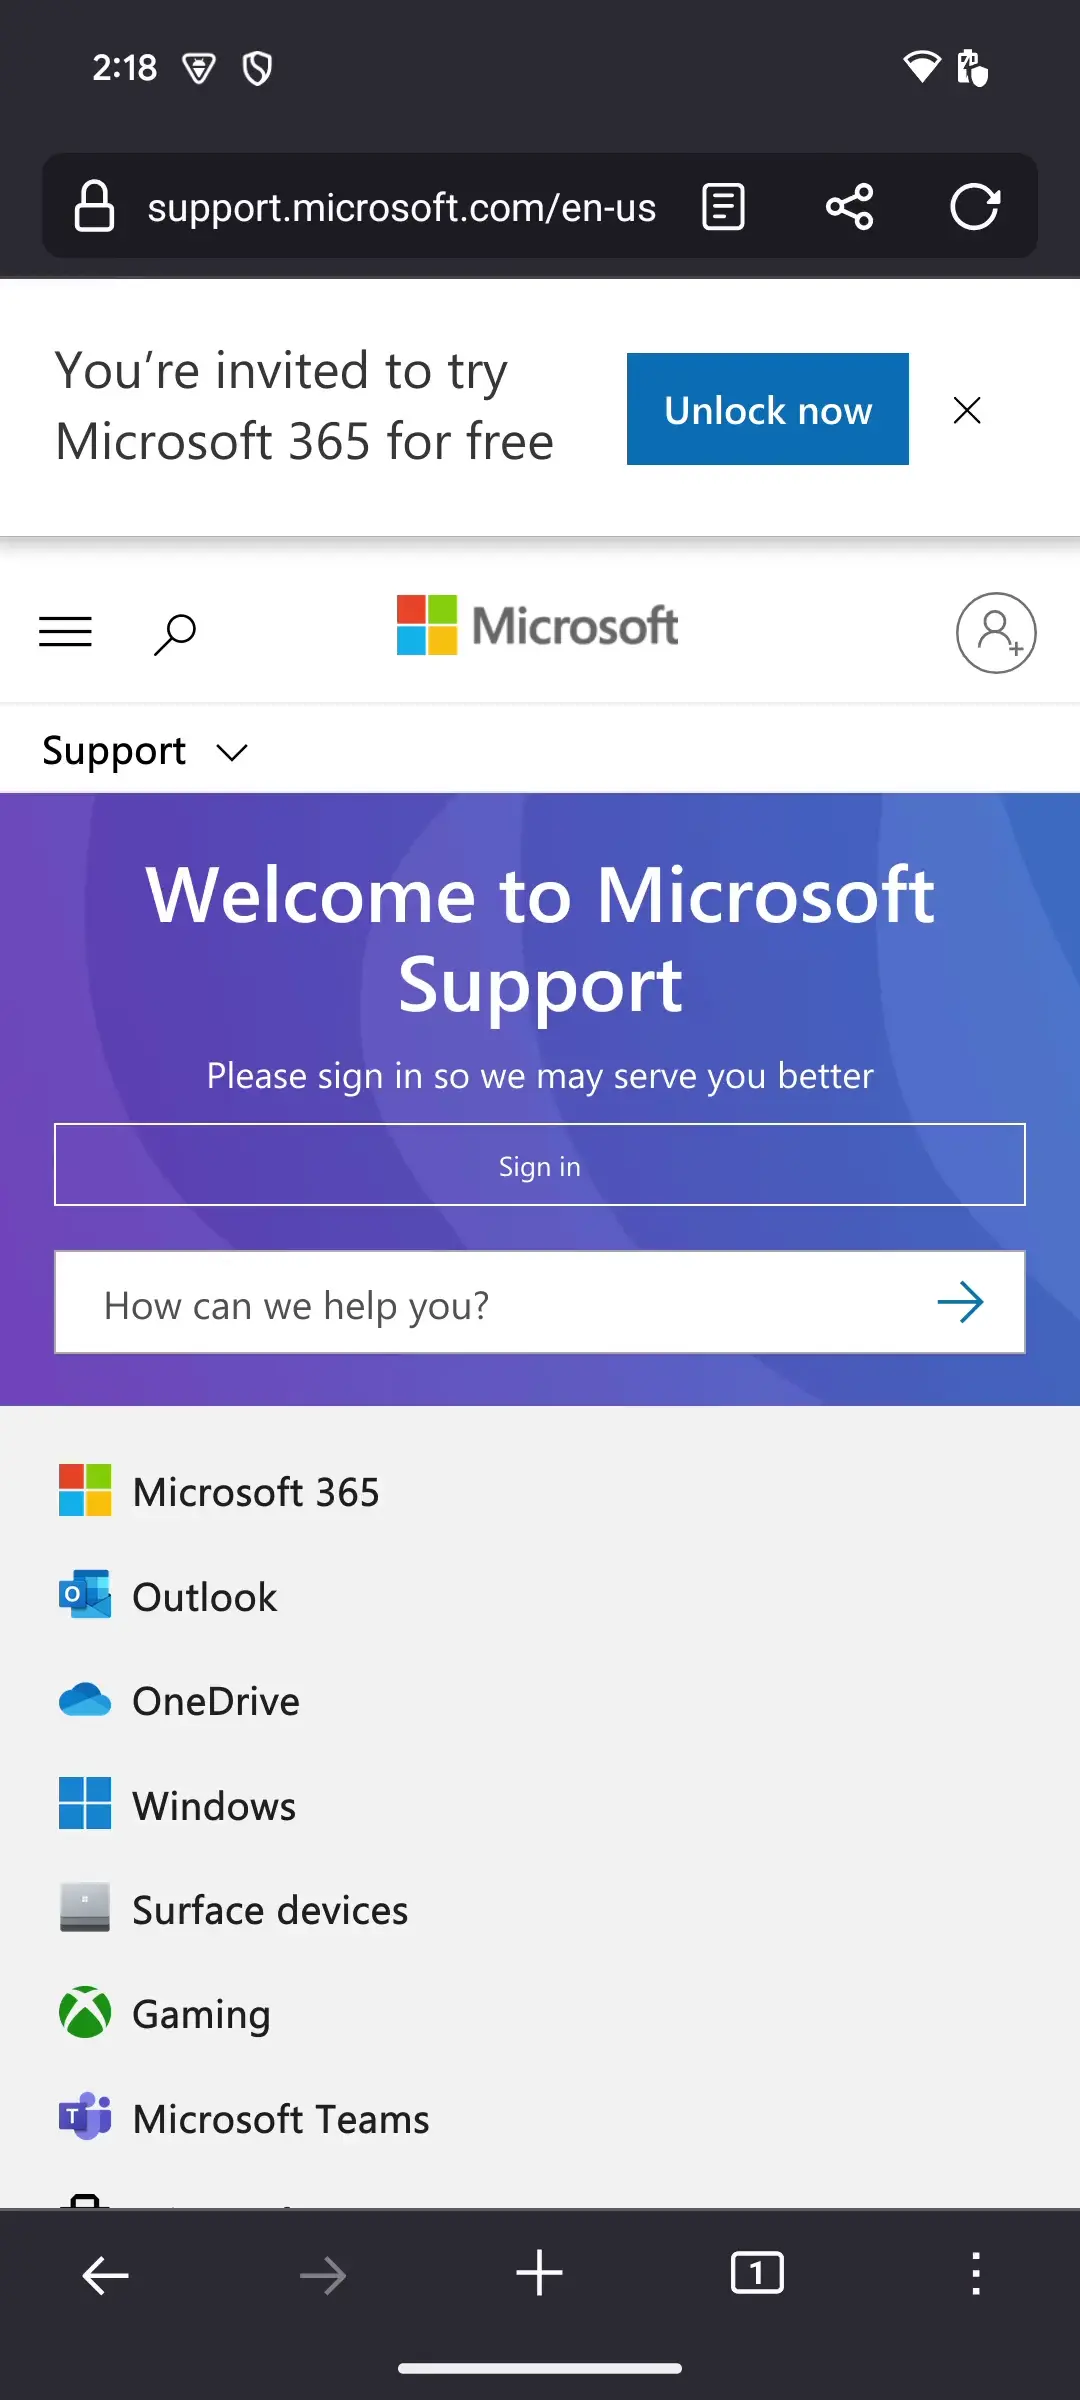 2:18
support.microsoft.com/en-us
You’re invited to try
Microsoft 365 for free
Unlock now
Microsoft
Support
Welcome to Microsoft
Support
Please sign in so we may serve you better
Sign in
How can we help you?
Microsoft 365
Outlook
OneDrive
Windows
Surface devices
Gaming
Microsoft Teams
1